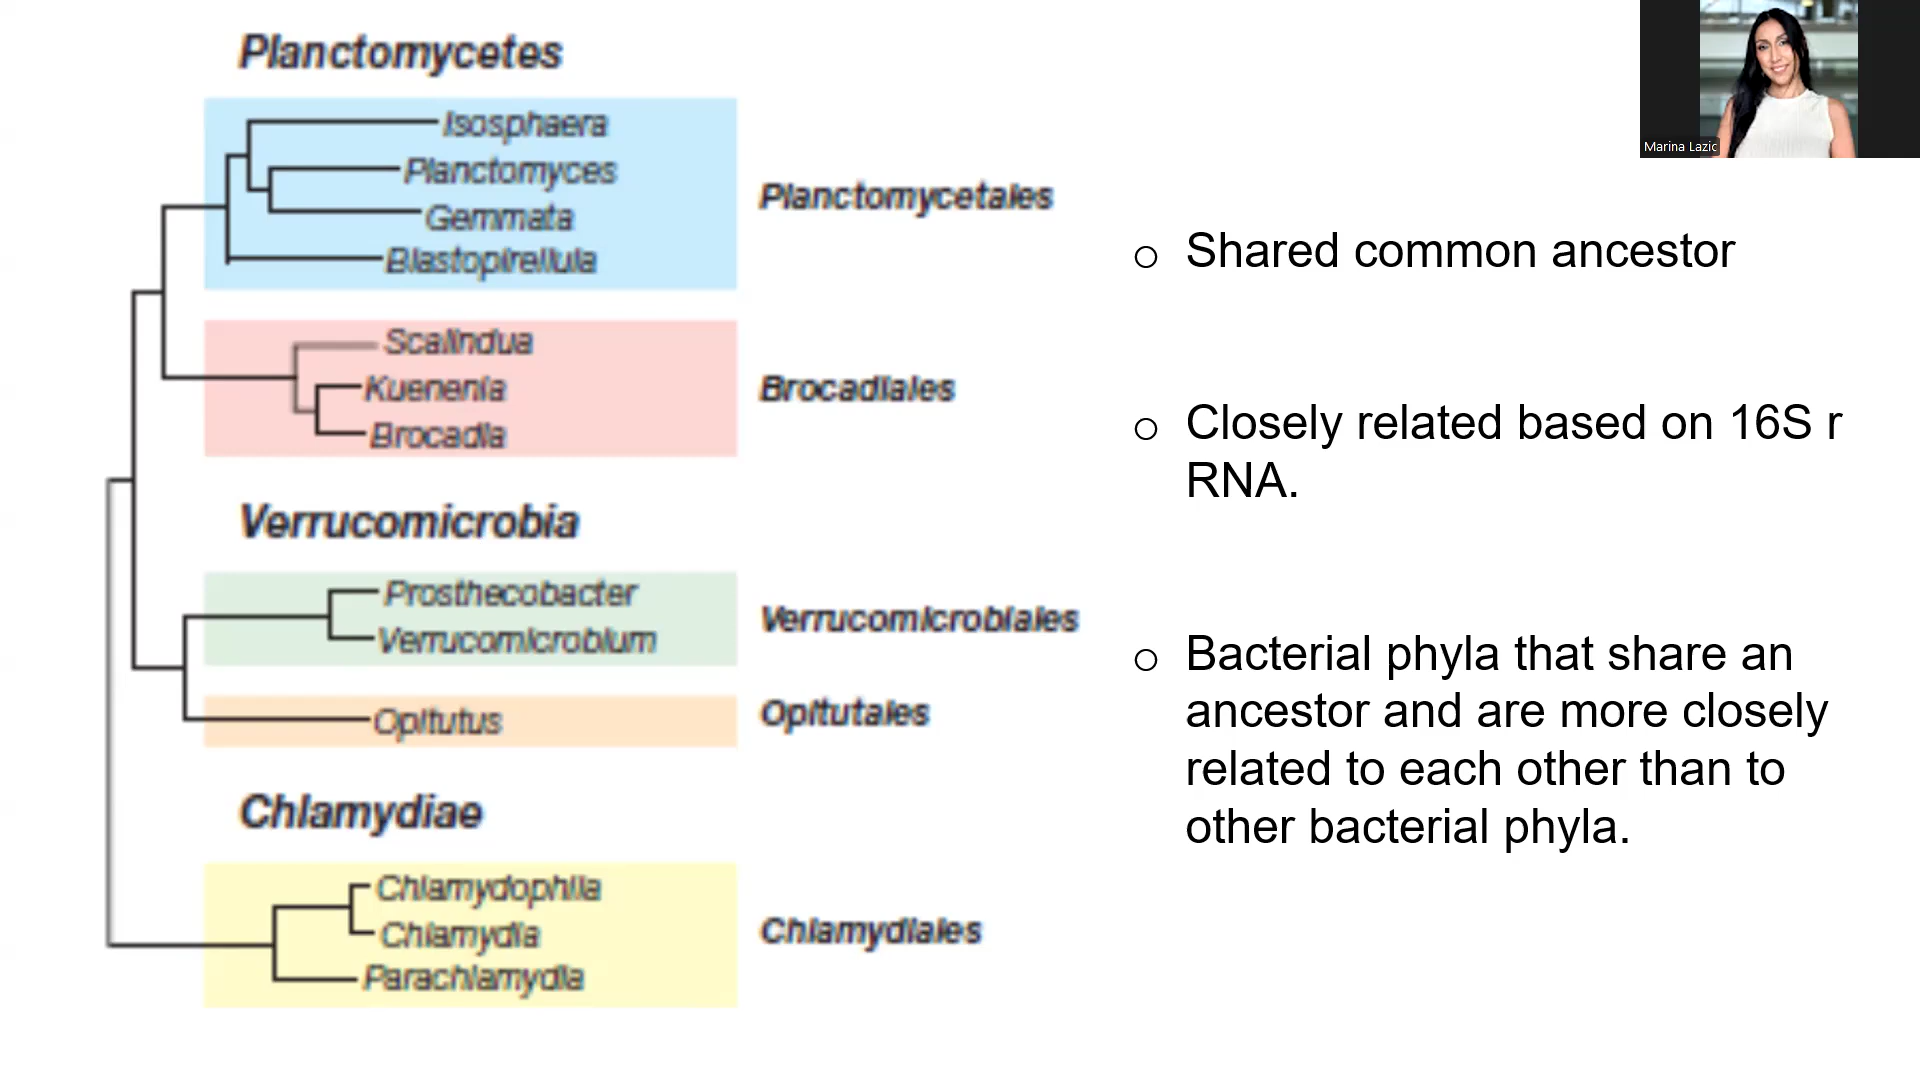 Planctomycetes
Isosphaera
Planctomyces
Gemmata
Blastopirellula
Planctomycetales
Scalindua
Kuenenia
Brocadia
Brocadiales
Verrucomicrobia
Prosthecobacter
Verrucomicrobium
Verrucomicrobiales
Opitutus
Opitutales
Chlamydiae
Chlamydophila
Chlamydia
Parachlamydia
Chlamydiales
Marina Lazic
Shared common ancestor
Closely related based on 16S r
RNA.
Bacterial phyla that share an
ancestor and are more closely
related to each other than to
other bacterial phyla.